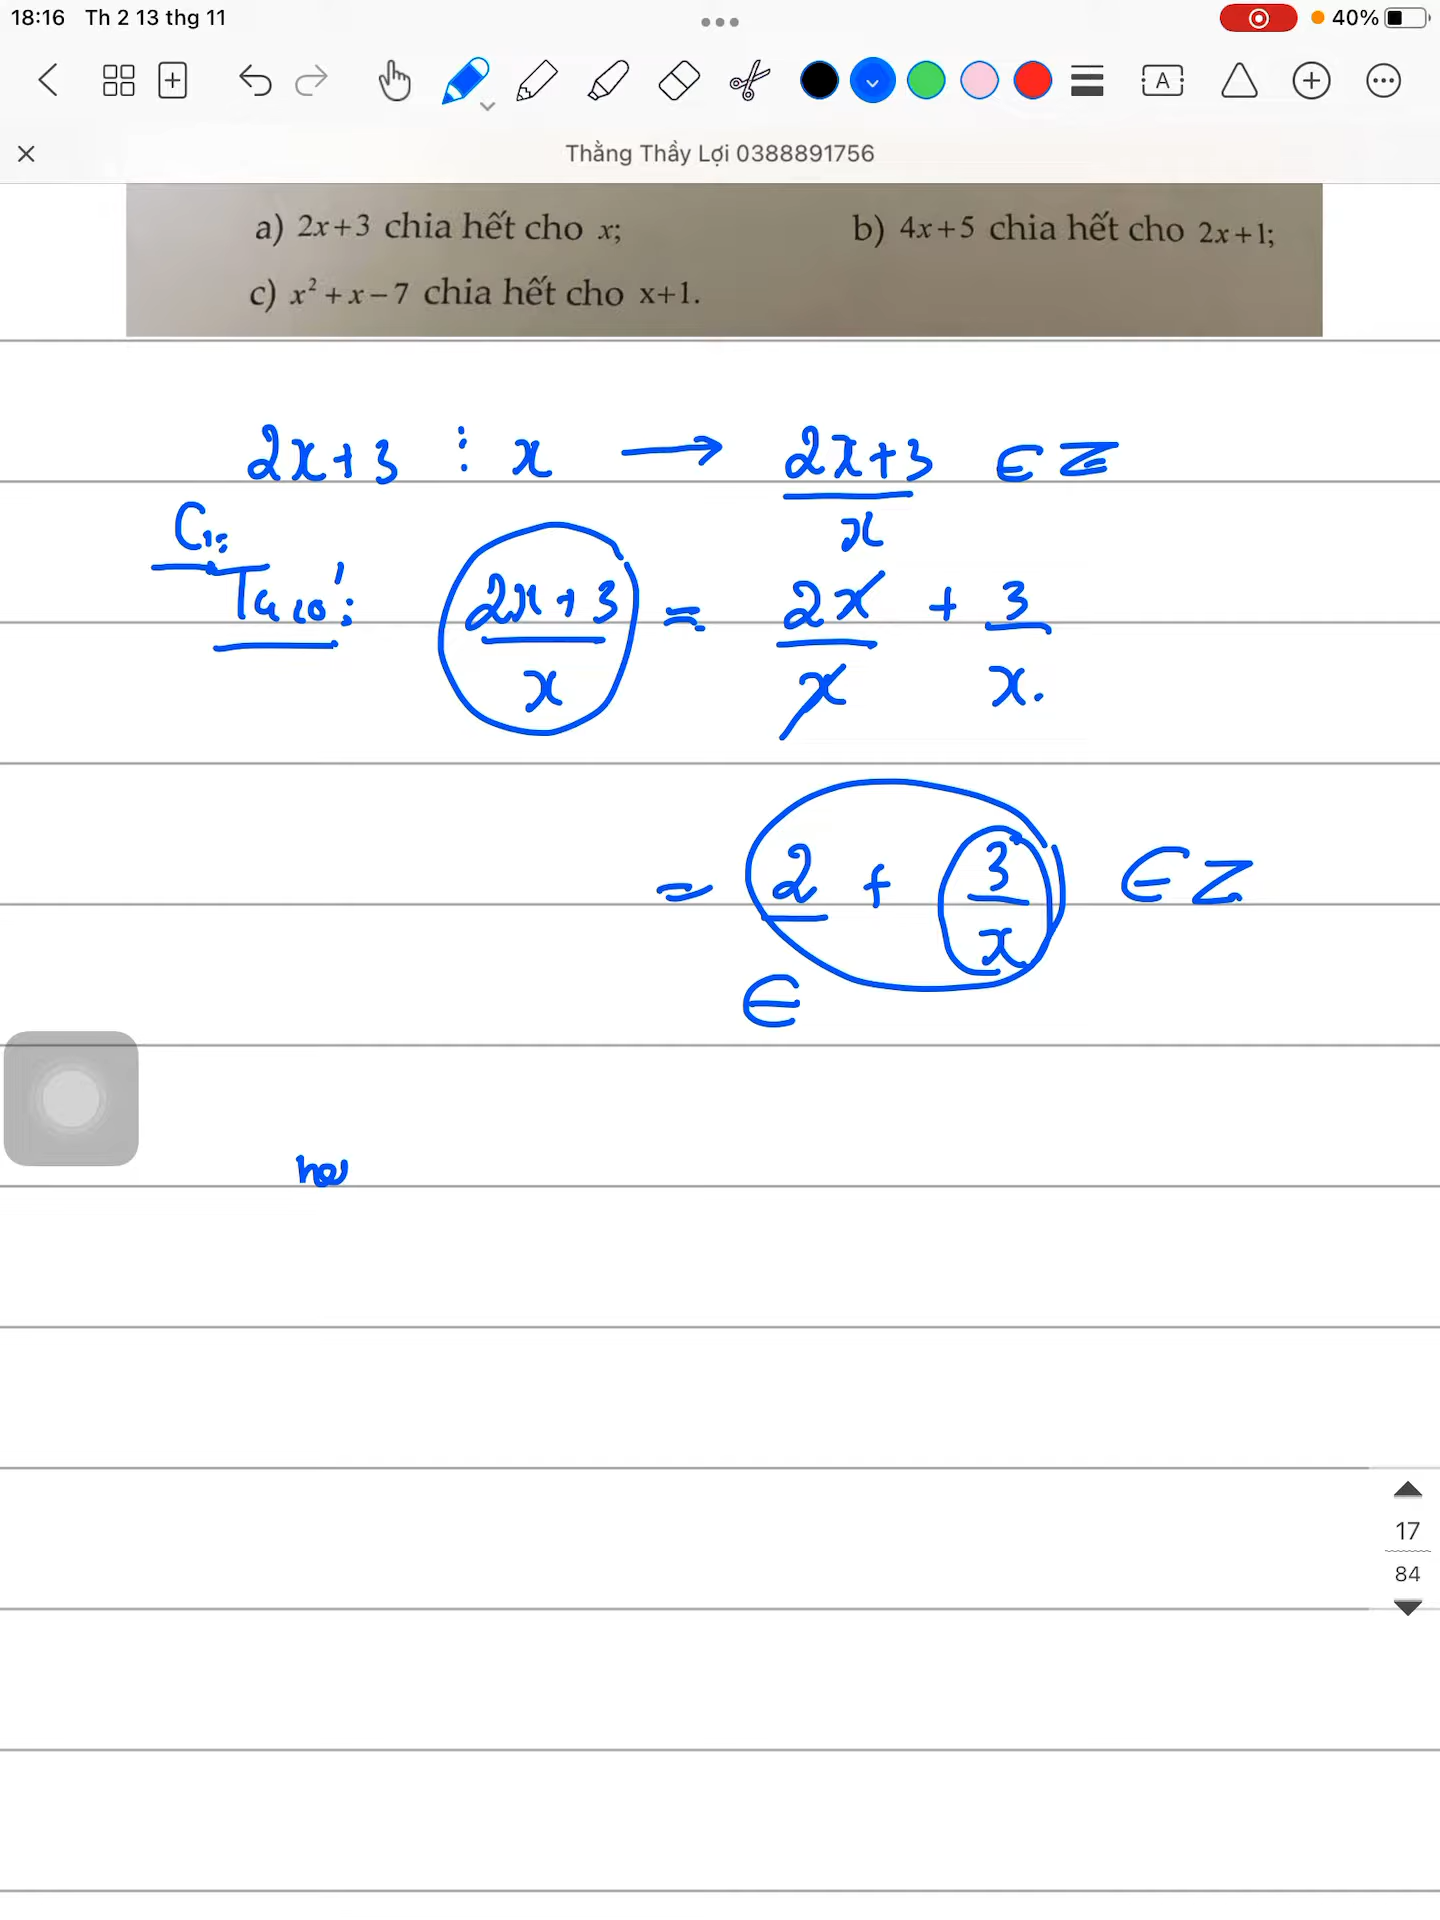 18:16 Th 2 13 thg 11
40%
A
Thằng Thầy Lợi 0388891756
a) 2x+3 chia hết cho x; b) 4x+5 chia hết cho 2x+1;
c) x² + x − 7 chia hết cho x+1.
2x+3 ⋮ x → (2x+3)/x ∈ Z
C1:
Ta có: (2x+3)/x = 2x/x + 3/x.
= 2 + 3/x ∈ Z
∈
17
84